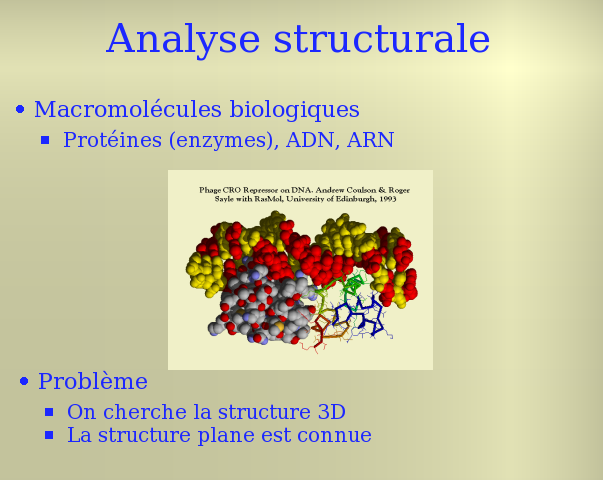 Analyse structurale
• Macromolécules biologiques
▪ Protéines (enzymes), ADN, ARN
Phage CRO Repressor on DNA. Andrew Coulson & Roger
Sayle with RasMol, University of Edinburgh, 1993
• Problème
▪ On cherche la structure 3D
▪ La structure plane est connue